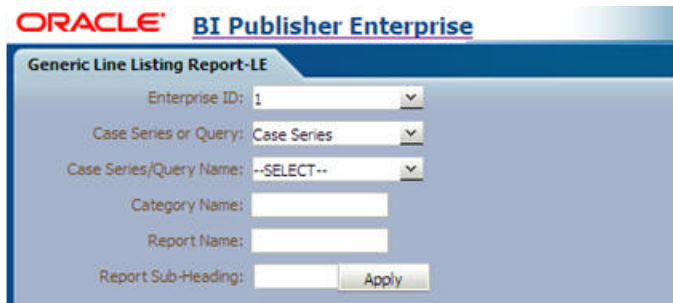 ORACLE BI Publisher Enterprise
Generic Line Listing Report-LE
Enterprise ID: 1
Case Series or Query: Case Series
Case Series/Query Name: --SELECT--
Category Name:
Report Name:
Report Sub-Heading: Apply